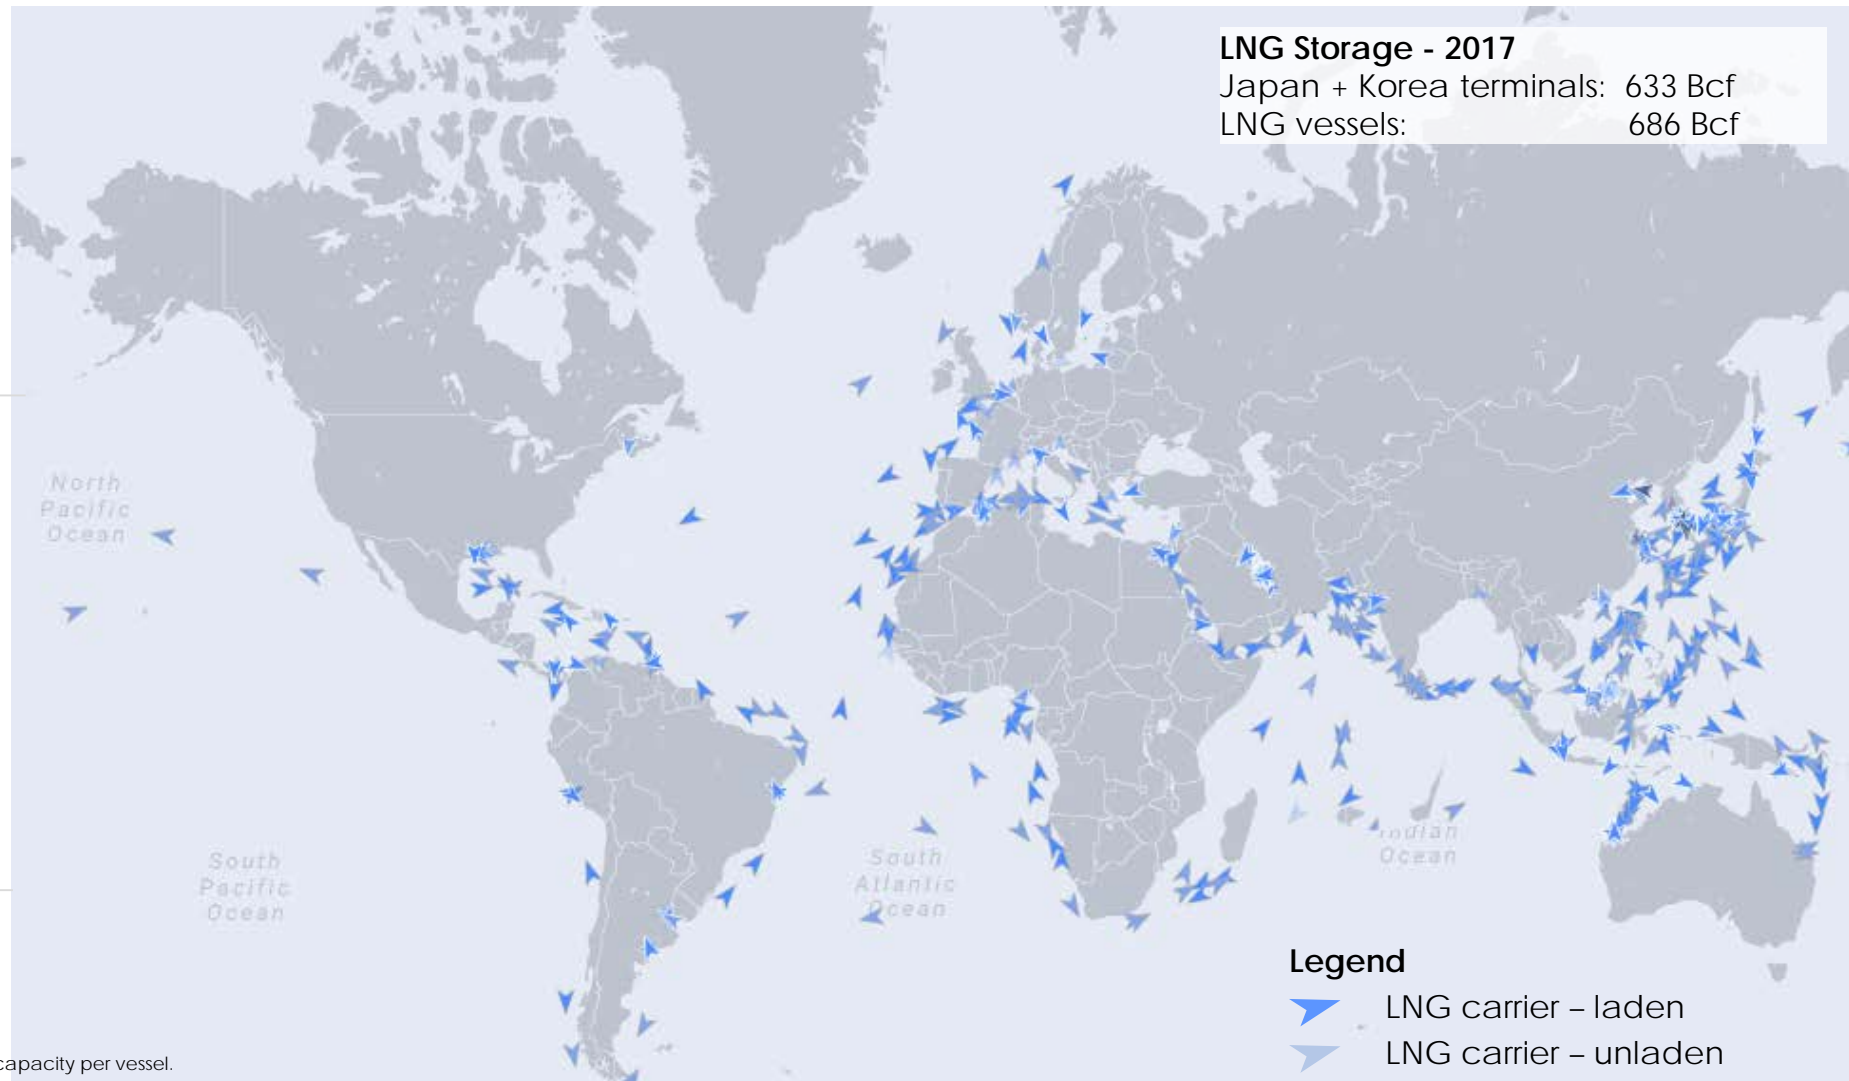 LNG Storage - 2017
Japan + Korea terminals: 633 Bcf
LNG vessels: 686 Bcf
North
Pacific
Ocean
South
Pacific
Ocean
South
Atlantic
Ocean
Indian
Ocean
Legend
LNG carrier – laden
LNG carrier – unladen
capacity per vessel.